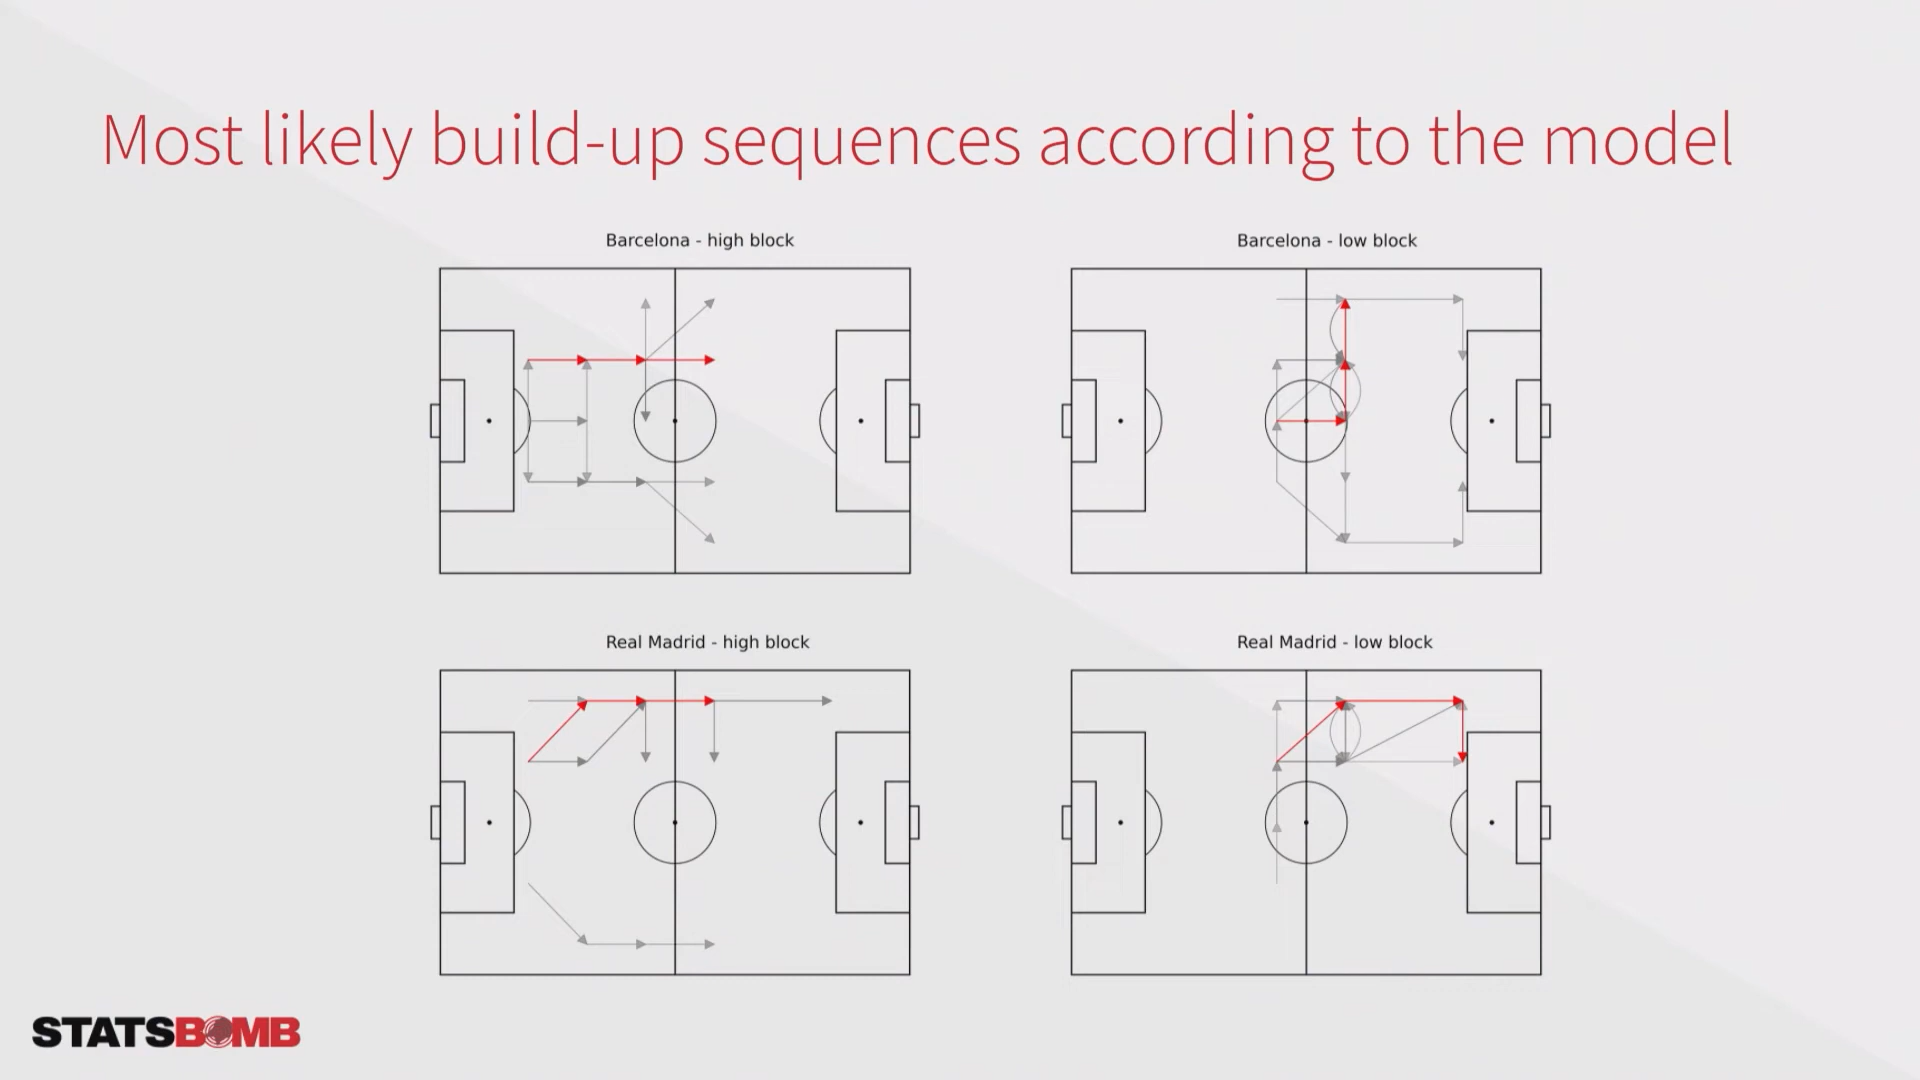 Most likely build-up sequences according to the model
Barcelona - high block
Barcelona - low block
Real Madrid - high block
Real Madrid - low block
STATSBOMB